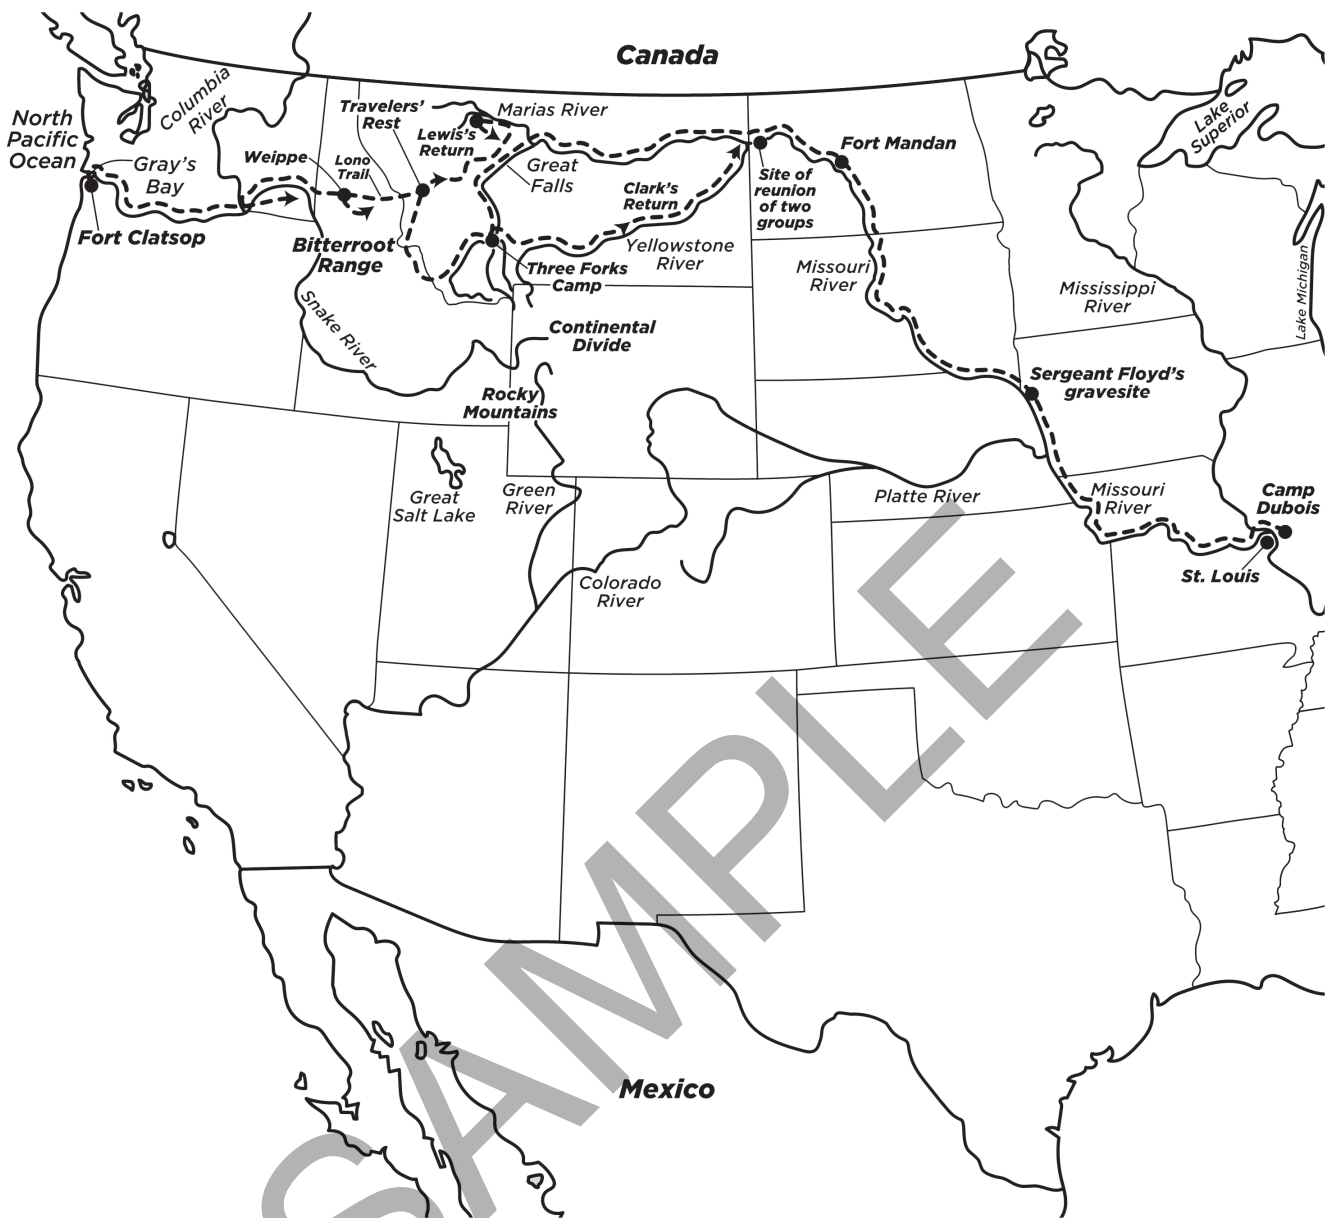 Canada
North
Pacific
Ocean
Columbia
River
Gray's
Bay
Fort Clatsop
Weippe
Lono
Trail
Travelers'
Rest
Lewis's
Return
Marias River
Great
Falls
Clark's
Return
Site of
reunion
of two
groups
Fort Mandan
Lake
Superior
Lake Michigan
Bitterroot
Range
Three Forks
Camp
Yellowstone
River
Missouri
River
Mississippi
River
Snake River
Continental
Divide
Rocky
Mountains
Sergeant Floyd's
gravesite
Great
Salt Lake
Green
River
Platte River
Missouri
River
Camp
Dubois
St. Louis
Colorado
River
Mexico
SAMPLE